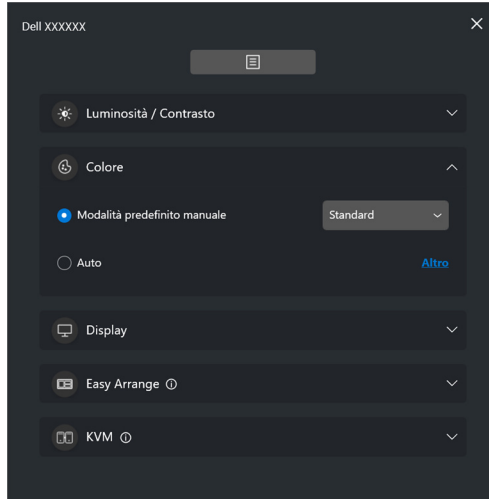 Dell XXXXXX
Luminosità / Contrasto
Colore
Modalità predefinito manuale
Standard
Auto
Altro
Display
Easy Arrange
KVM